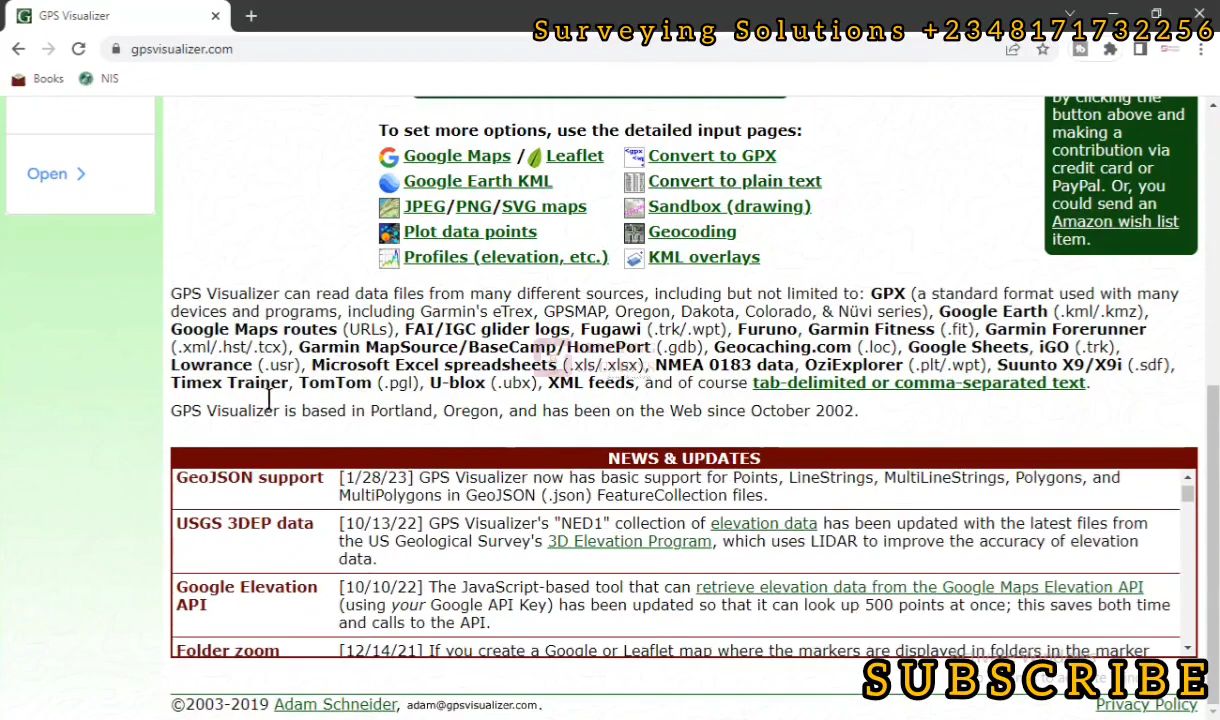 GPS Visualizer
Surveying Solutions +2348171732256
gpsvisualizer.com
Books
NIS
by clicking the
button above and
making a
contribution via
credit card or
PayPal. Or, you
could send an
Amazon wish list
item.
Open
To set more options, use the detailed input pages:
Google Maps / Leaflet
Convert to GPX
Google Earth KML
Convert to plain text
JPEG/PNG/SVG maps
Sandbox (drawing)
Plot data points
Geocoding
Profiles (elevation, etc.)
KML overlays
GPS Visualizer can read data files from many different sources, including but not limited to: GPX (a standard format used with many
devices and programs, including Garmin's eTrex, GPSMAP, Oregon, Dakota, Colorado, & Nüvi series), Google Earth (.kml/.kmz),
Google Maps routes (URLs), FAI/IGC glider logs, Fugawi (.trk/.wpt), Furuno, Garmin Fitness (.fit), Garmin Forerunner
(.xml/.hst/.tcx), Garmin MapSource/BaseCamp/HomePort (.gdb), Geocaching.com (.loc), Google Sheets, iGO (.trk),
Lowrance (.usr), Microsoft Excel spreadsheets (.xls/.xlsx), NMEA 0183 data, OziExplorer (.plt/.wpt), Suunto X9/X9i (.sdf),
Timex Trainer, TomTom (.pgl), U-blox (.ubx), XML feeds, and of course tab-delimited or comma-separated text.
GPS Visualizer is based in Portland, Oregon, and has been on the Web since October 2002.
NEWS & UPDATES
GeoJSON support
[1/28/23] GPS Visualizer now has basic support for Points, LineStrings, MultiLineStrings, Polygons, and
MultiPolygons in GeoJSON (.json) FeatureCollection files.
USGS 3DEP data
[10/13/22] GPS Visualizer's "NED1" collection of elevation data has been updated with the latest files from
the US Geological Survey's 3D Elevation Program, which uses LIDAR to improve the accuracy of elevation
data.
Google Elevation
API
[10/10/22] The JavaScript-based tool that can retrieve elevation data from the Google Maps Elevation API
(using your Google API Key) has been updated so that it can look up 500 points at once; this saves both time
and calls to the API.
Folder zoom
[12/14/21] If you create a Google or Leaflet map where the markers are displayed in folders in the marker
SUBSCRIBE
©2003-2019 Adam Schneider, adam@gpsvisualizer.com.
Privacy Policy